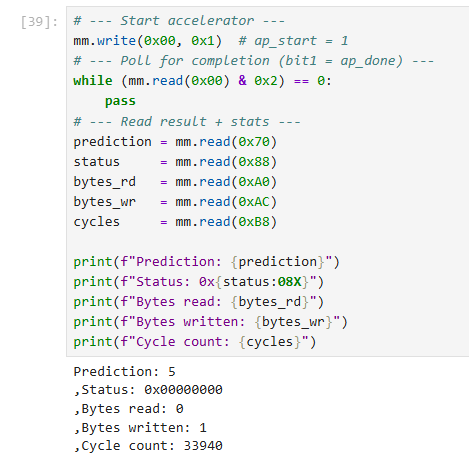 [39]: # --- Start accelerator ---
mm.write(0x00, 0x1)  # ap_start = 1
# --- Poll for completion (bit1 = ap_done) ---
while (mm.read(0x00) & 0x2) == 0:
    pass
# --- Read result + stats ---
prediction = mm.read(0x70)
status     = mm.read(0x88)
bytes_rd   = mm.read(0xA0)
bytes_wr   = mm.read(0xAC)
cycles     = mm.read(0xB8)

print(f"Prediction: {prediction}")
print(f"Status: 0x{status:08X}")
print(f"Bytes read: {bytes_rd}")
print(f"Bytes written: {bytes_wr}")
print(f"Cycle count: {cycles}")

Prediction: 5
,Status: 0x00000000
,Bytes read: 0
,Bytes written: 1
,Cycle count: 33940